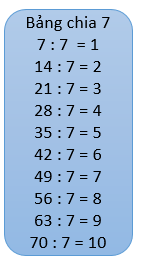 Bảng chia 7
7 : 7 = 1
14 : 7 = 2
21 : 7 = 3
28 : 7 = 4
35 : 7 = 5
42 : 7 = 6
49 : 7 = 7
56 : 7 = 8
63 : 7 = 9
70 : 7 = 10